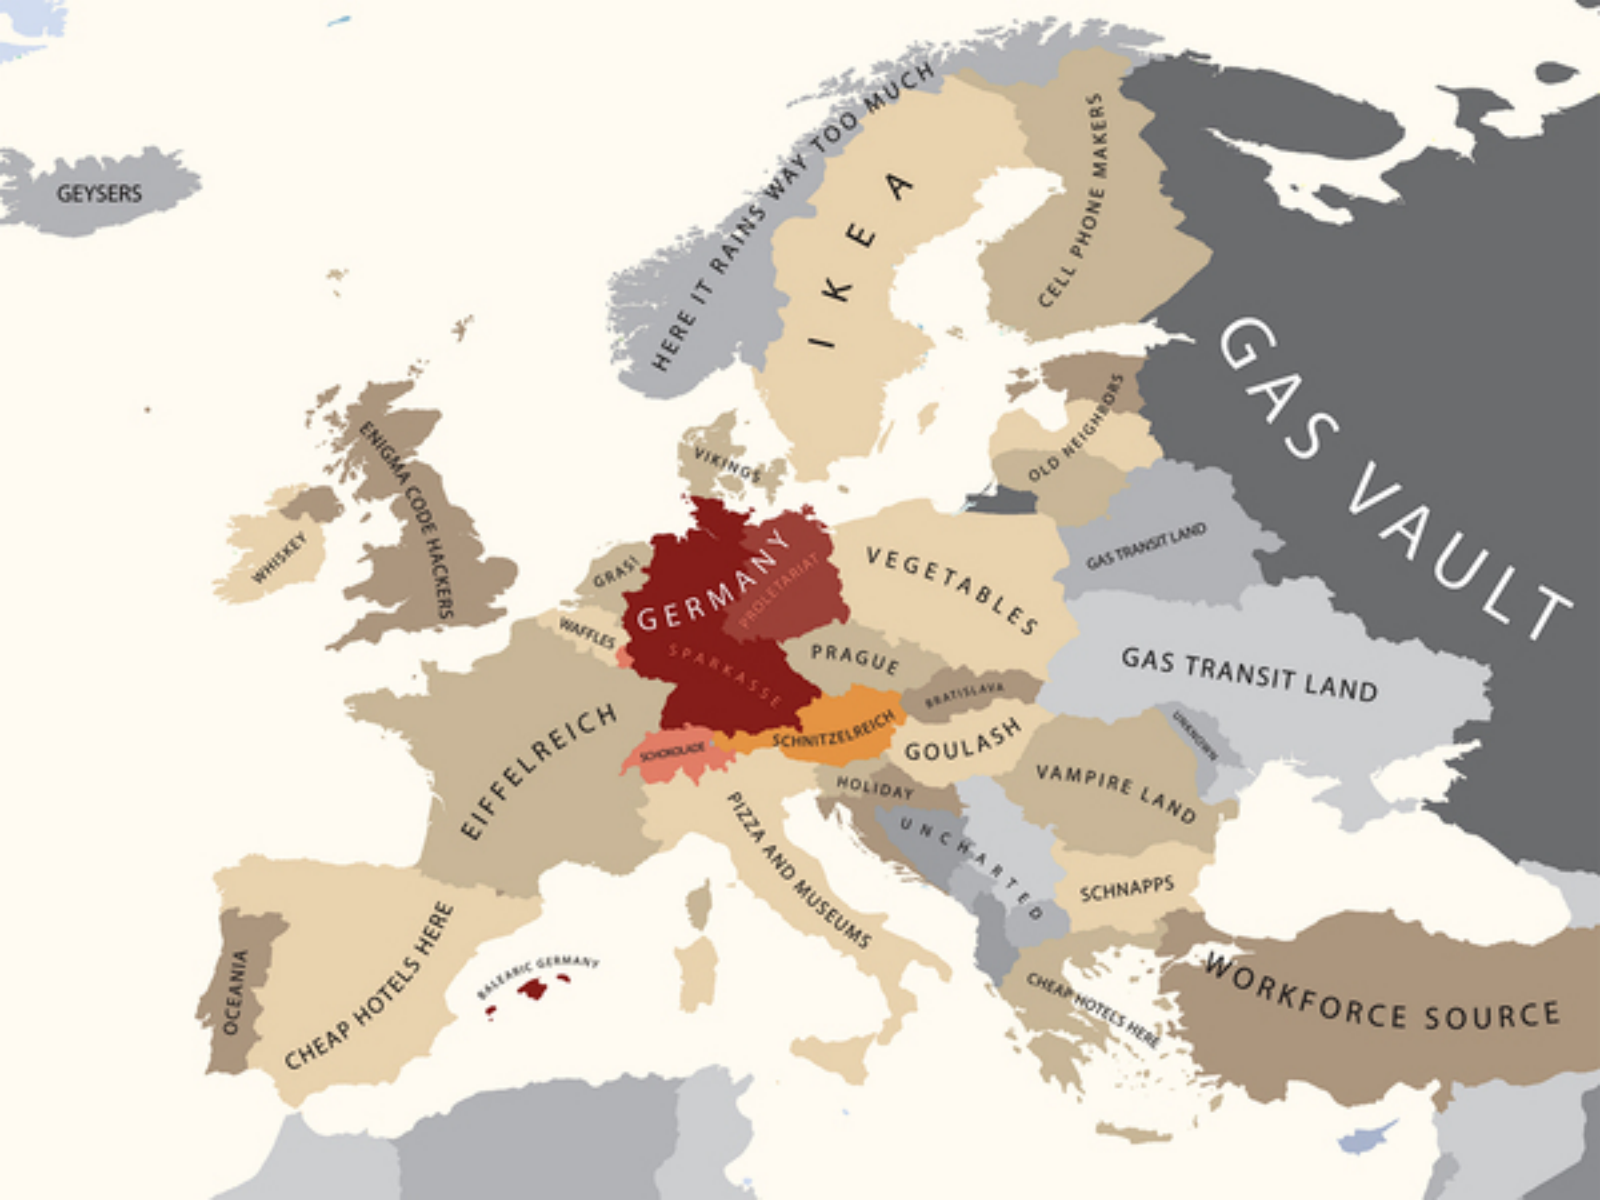 GEYSERS
HERE IT RAINS WAY TOO MUCH
IKEA
CELL PHONE MAKERS
GAS VAULT
OLD NEIGHBORS
ENIGMA CODE HACKERS
WHISKEY
VIKINGS
GRAS!
GERMANY
PROLETARIAT
SPARKASSE
VEGETABLES
GAS TRANSIT LAND
WAFFLES
PRAGUE
GAS TRANSIT LAND
BRATISLAVA
EIFFELREICH
SCHOKOLADE
SCHNITZELREICH
GOULASH
UNKNOWN
HOLIDAY
VAMPIRE LAND
PIZZA AND MUSEUMS
UNCHARTED
SCHNAPPS
OCEANIA
CHEAP HOTELS HERE
BALEARIC GERMANY
CHEAP HOTELS HERE
WORKFORCE SOURCE